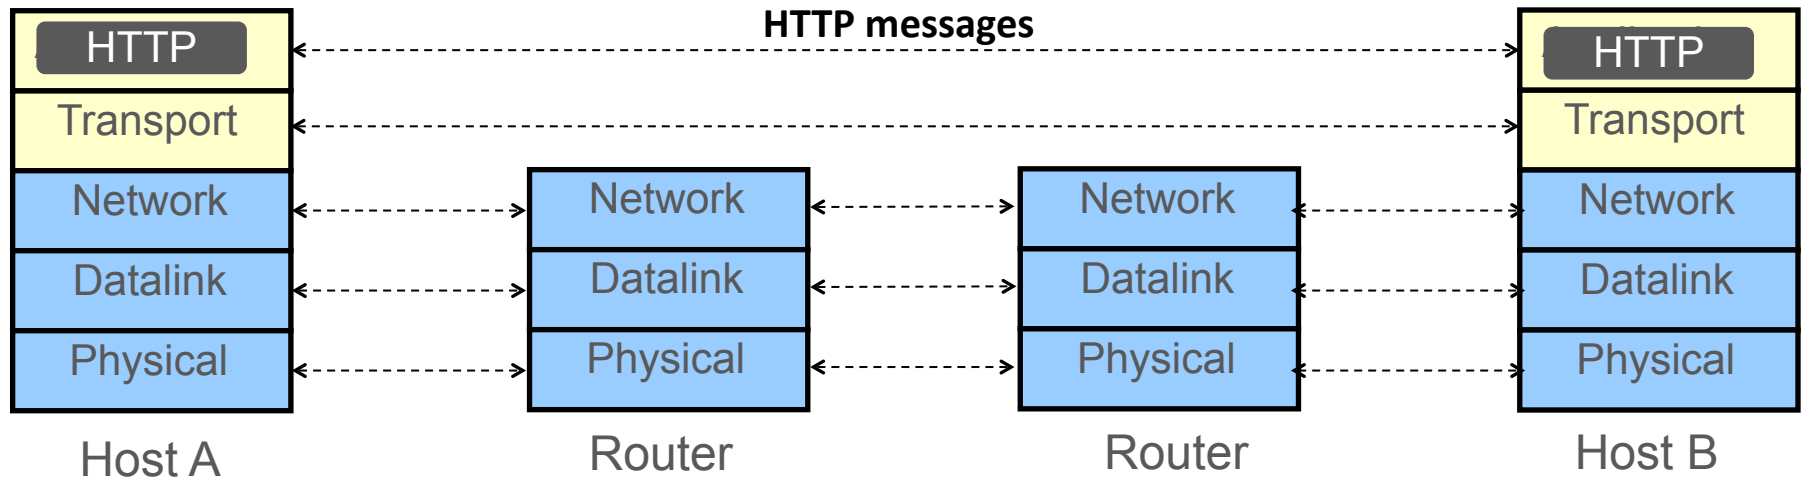 HTTP messages
HTTP
HTTP
Transport
Transport
Network
Network
Network
Network
Datalink
Datalink
Datalink
Datalink
Physical
Physical
Physical
Physical
Host A
Router
Router
Host B